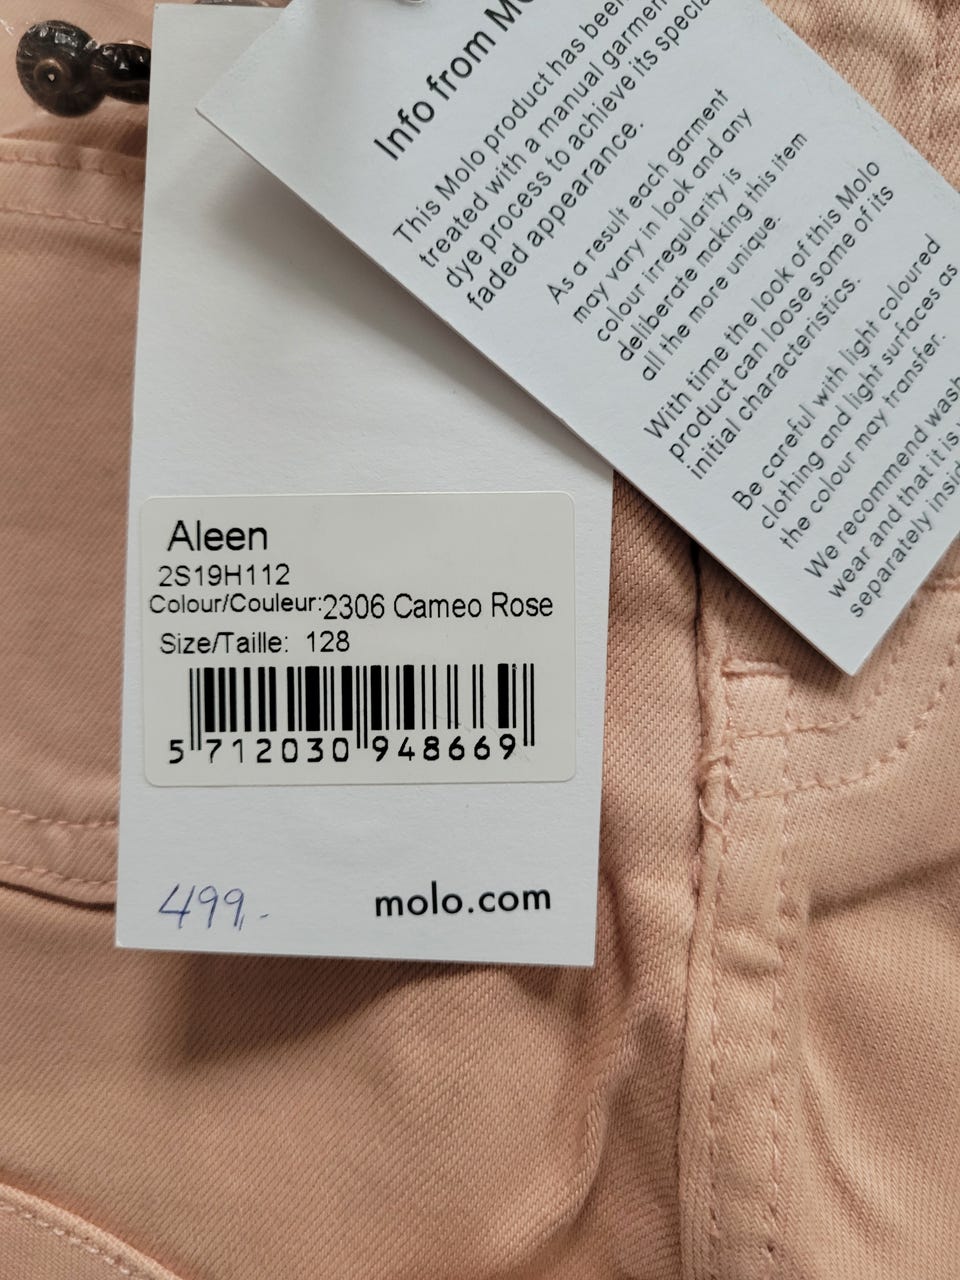 Info from
This Molo product has been
treated with a manual garment
dye process to achieve its special
faded appearance.
As a result each garment
may vary in look and any
colour irregularity is
deliberate making this item
all the more unique.
With time the look of this Molo
product can loose some of its
initial characteristics.
Be careful with light coloured
clothing and light surfaces as
the colour may transfer.
We recommend wash
wear and that it is
separately
Aleen
2S19H112
Colour/Couleur:2306 Cameo Rose
Size/Taille: 128
5 712030 948669
499,-
molo.com